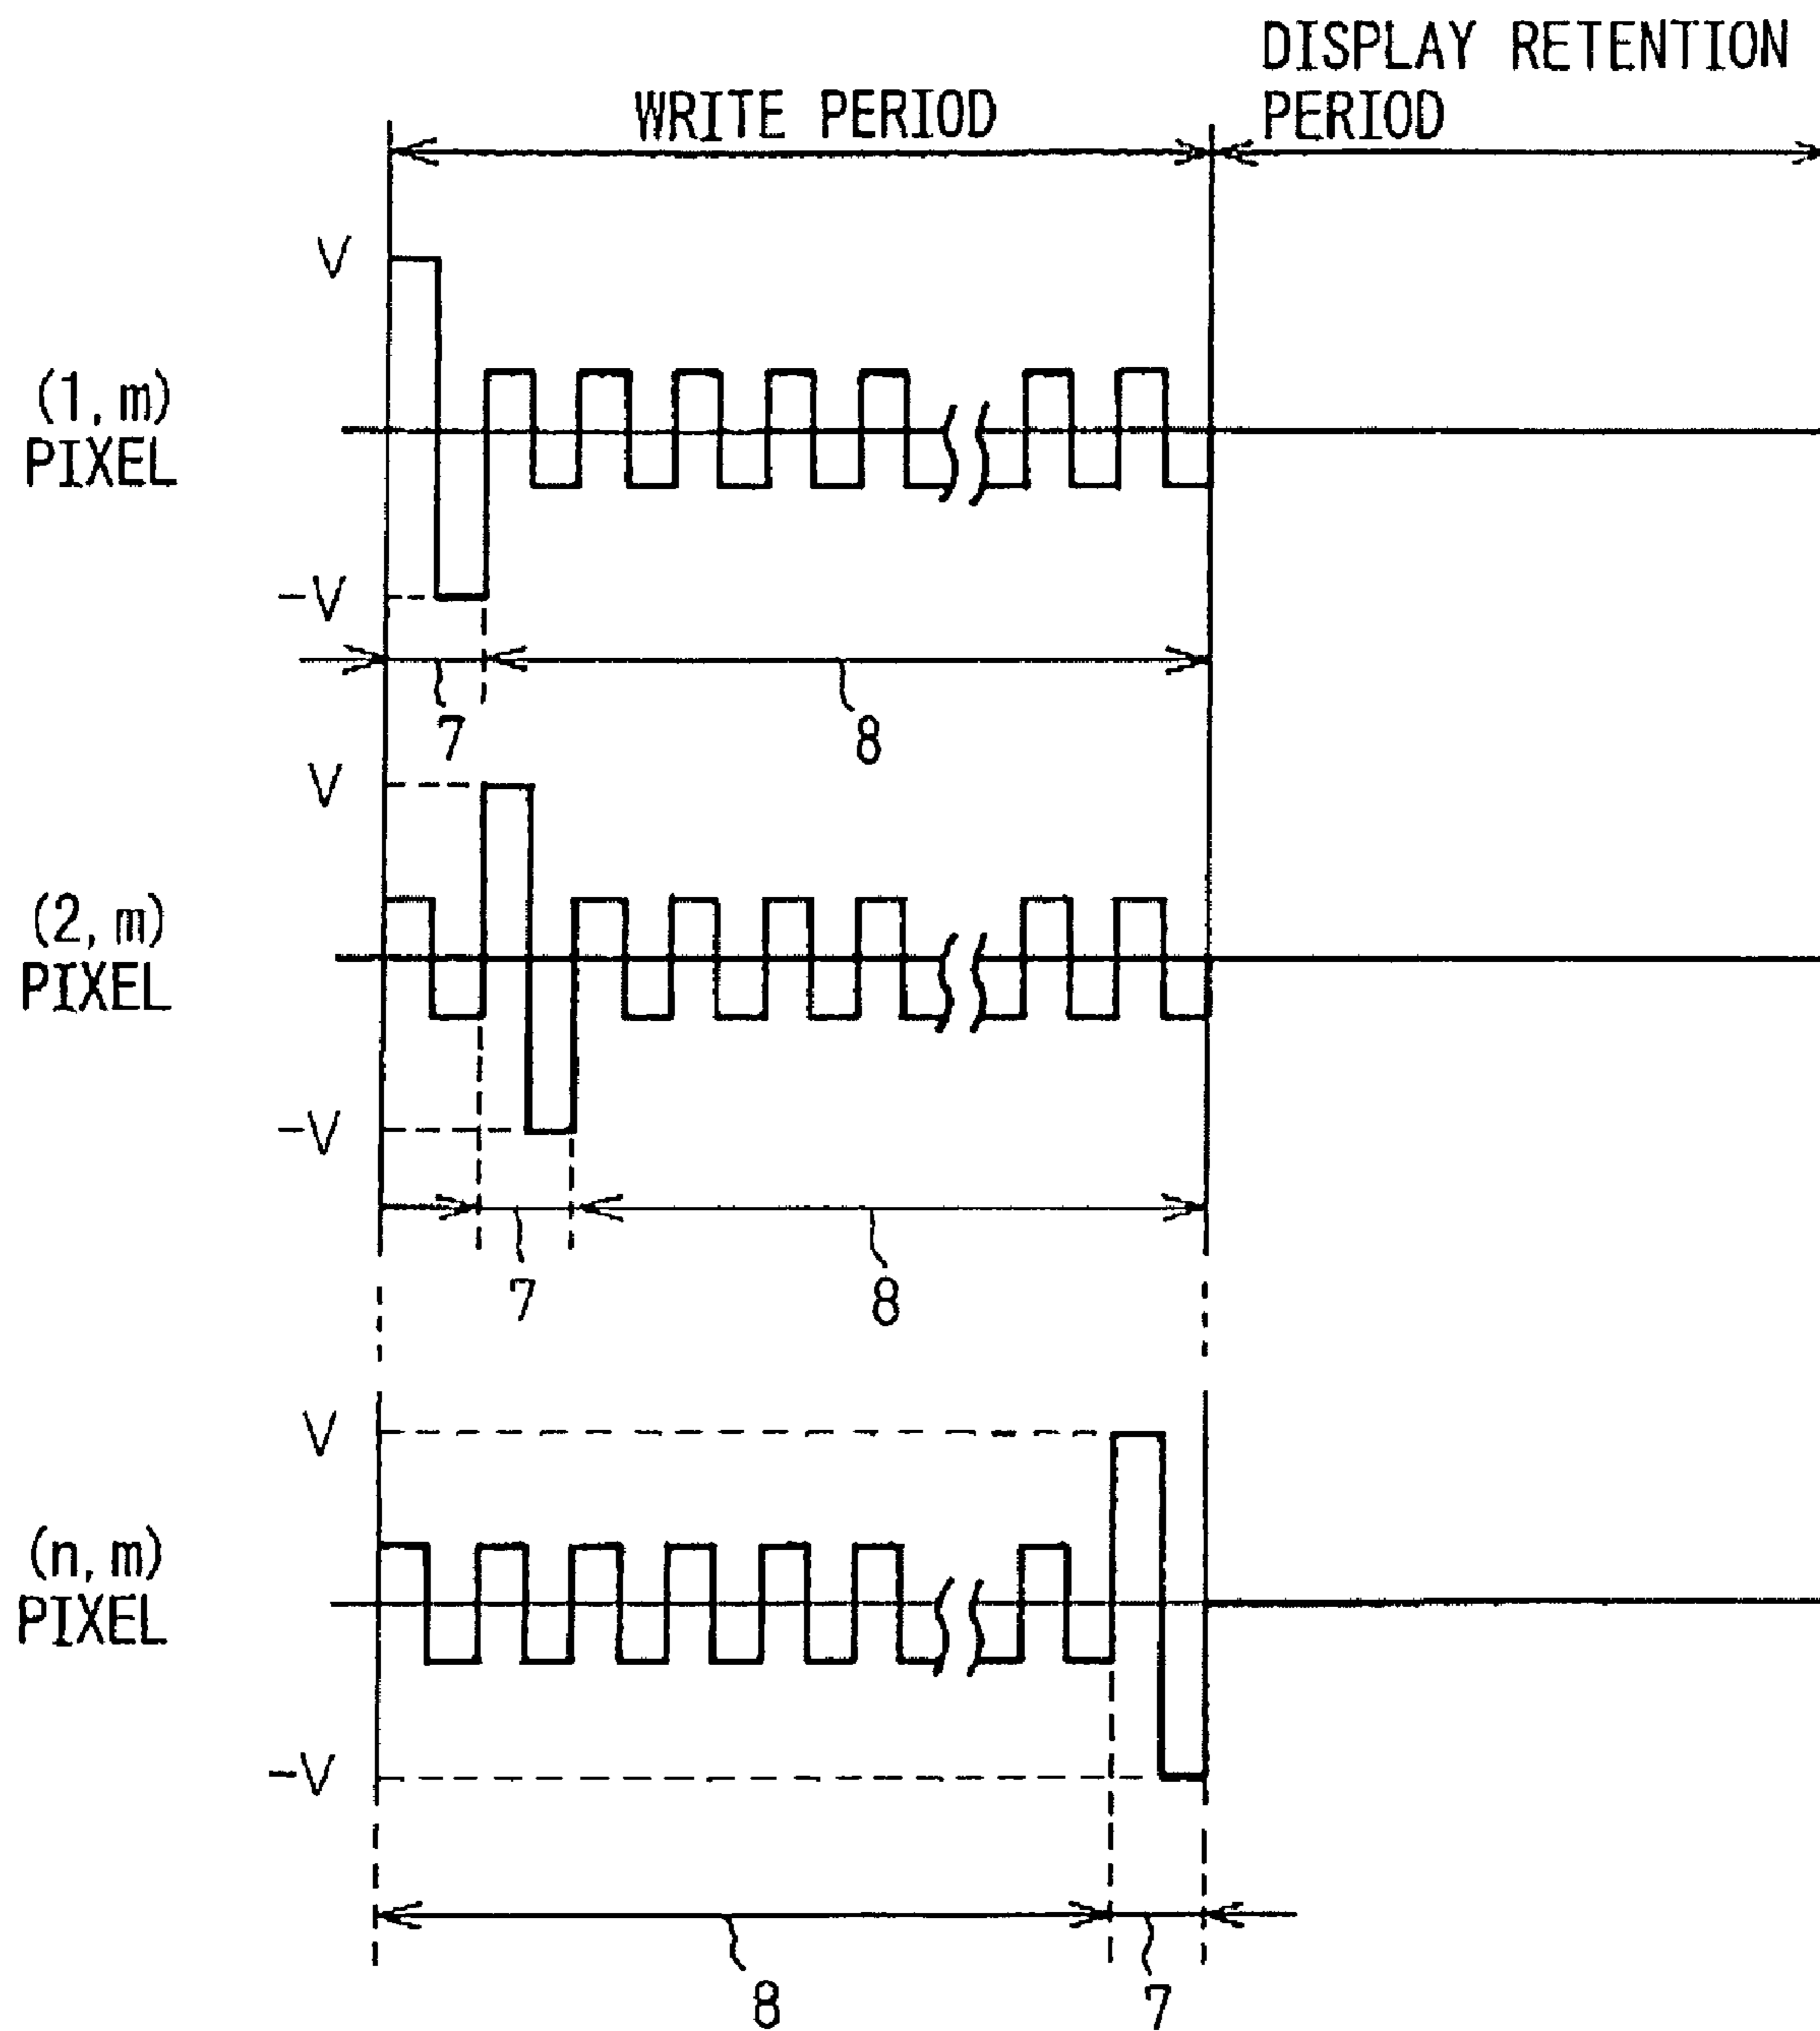 DISPLAY RETENTION
PERIOD
WRITE PERIOD
V
(1,m)
PIXEL
-V
7
8
V
(2,m)
PIXEL
-V
7
8
V
(n,m)
PIXEL
-V
8
7